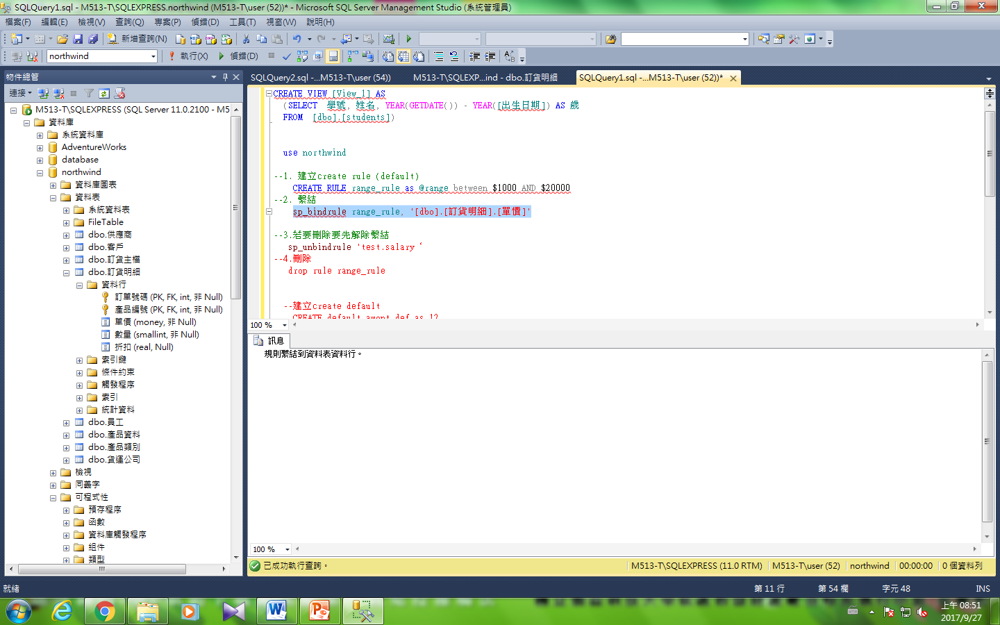 SQLQuery1.sql - M513-T\SQLEXPRESS.northwind (M513-T\user (52))* - Microsoft SQL Server Management Studio (系統管理員)
檔案(F) 編輯(E) 檢視(V) 查詢(Q) 專案(P) 偵錯(D) 工具(T) 視窗(W) 說明(H)
新增查詢(N)
northwind
執行(X) 偵錯(D)
物件總管
連接
M513-T\SQLEXPRESS (SQL Server 11.0.2100 - M5
資料庫
系統資料庫
AdventureWorks
database
northwind
資料庫圖表
資料表
系統資料表
FileTable
dbo.供應商
dbo.客戶
dbo.訂貨主檔
dbo.訂貨明細
資料行
訂單號碼 (PK, FK, int, 非 Null)
產品編號 (PK, FK, int, 非 Null)
單價 (money, 非 Null)
數量 (smallint, 非 Null)
折扣 (real, Null)
索引鍵
條件約束
觸發程序
索引
統計資料
dbo.員工
dbo.產品資料
dbo.產品類別
dbo.貨運公司
檢視
同義字
可程式性
預存程序
函數
資料庫觸發程序
組件
類型
SQLQuery2.sql -...M513-T\user (54)) M513-T\SQLEXP...ind - dbo.訂貨明細 SQLQuery1.sql -...M513-T\user (52))*
CREATE VIEW [View_1] AS
(SELECT 學號, 姓名, YEAR(GETDATE()) - YEAR([出生日期]) AS 歲
FROM [dbo].[students])
use northwind
--1. 建立create rule (default)
CREATE RULE range_rule as @range between $1000 AND $20000
--2. 繫結
sp_bindrule range_rule, '[dbo].[訂貨明細].[單價]'
--3.若要刪除要先解除繫結
sp_unbindrule 'test.salary‘
--4.刪除
drop rule range_rule
--建立create default
CREATE default amont_def as 12
100 %
訊息
規則繫結到資料表資料行。
100 %
已成功執行查詢。 M513-T\SQLEXPRESS (11.0 RTM) M513-T\user (52) northwind 00:00:00 0 個資料列
就緒 第 11 行 第 54 欄 字元 48 INS
上午 08:51
2017/9/27